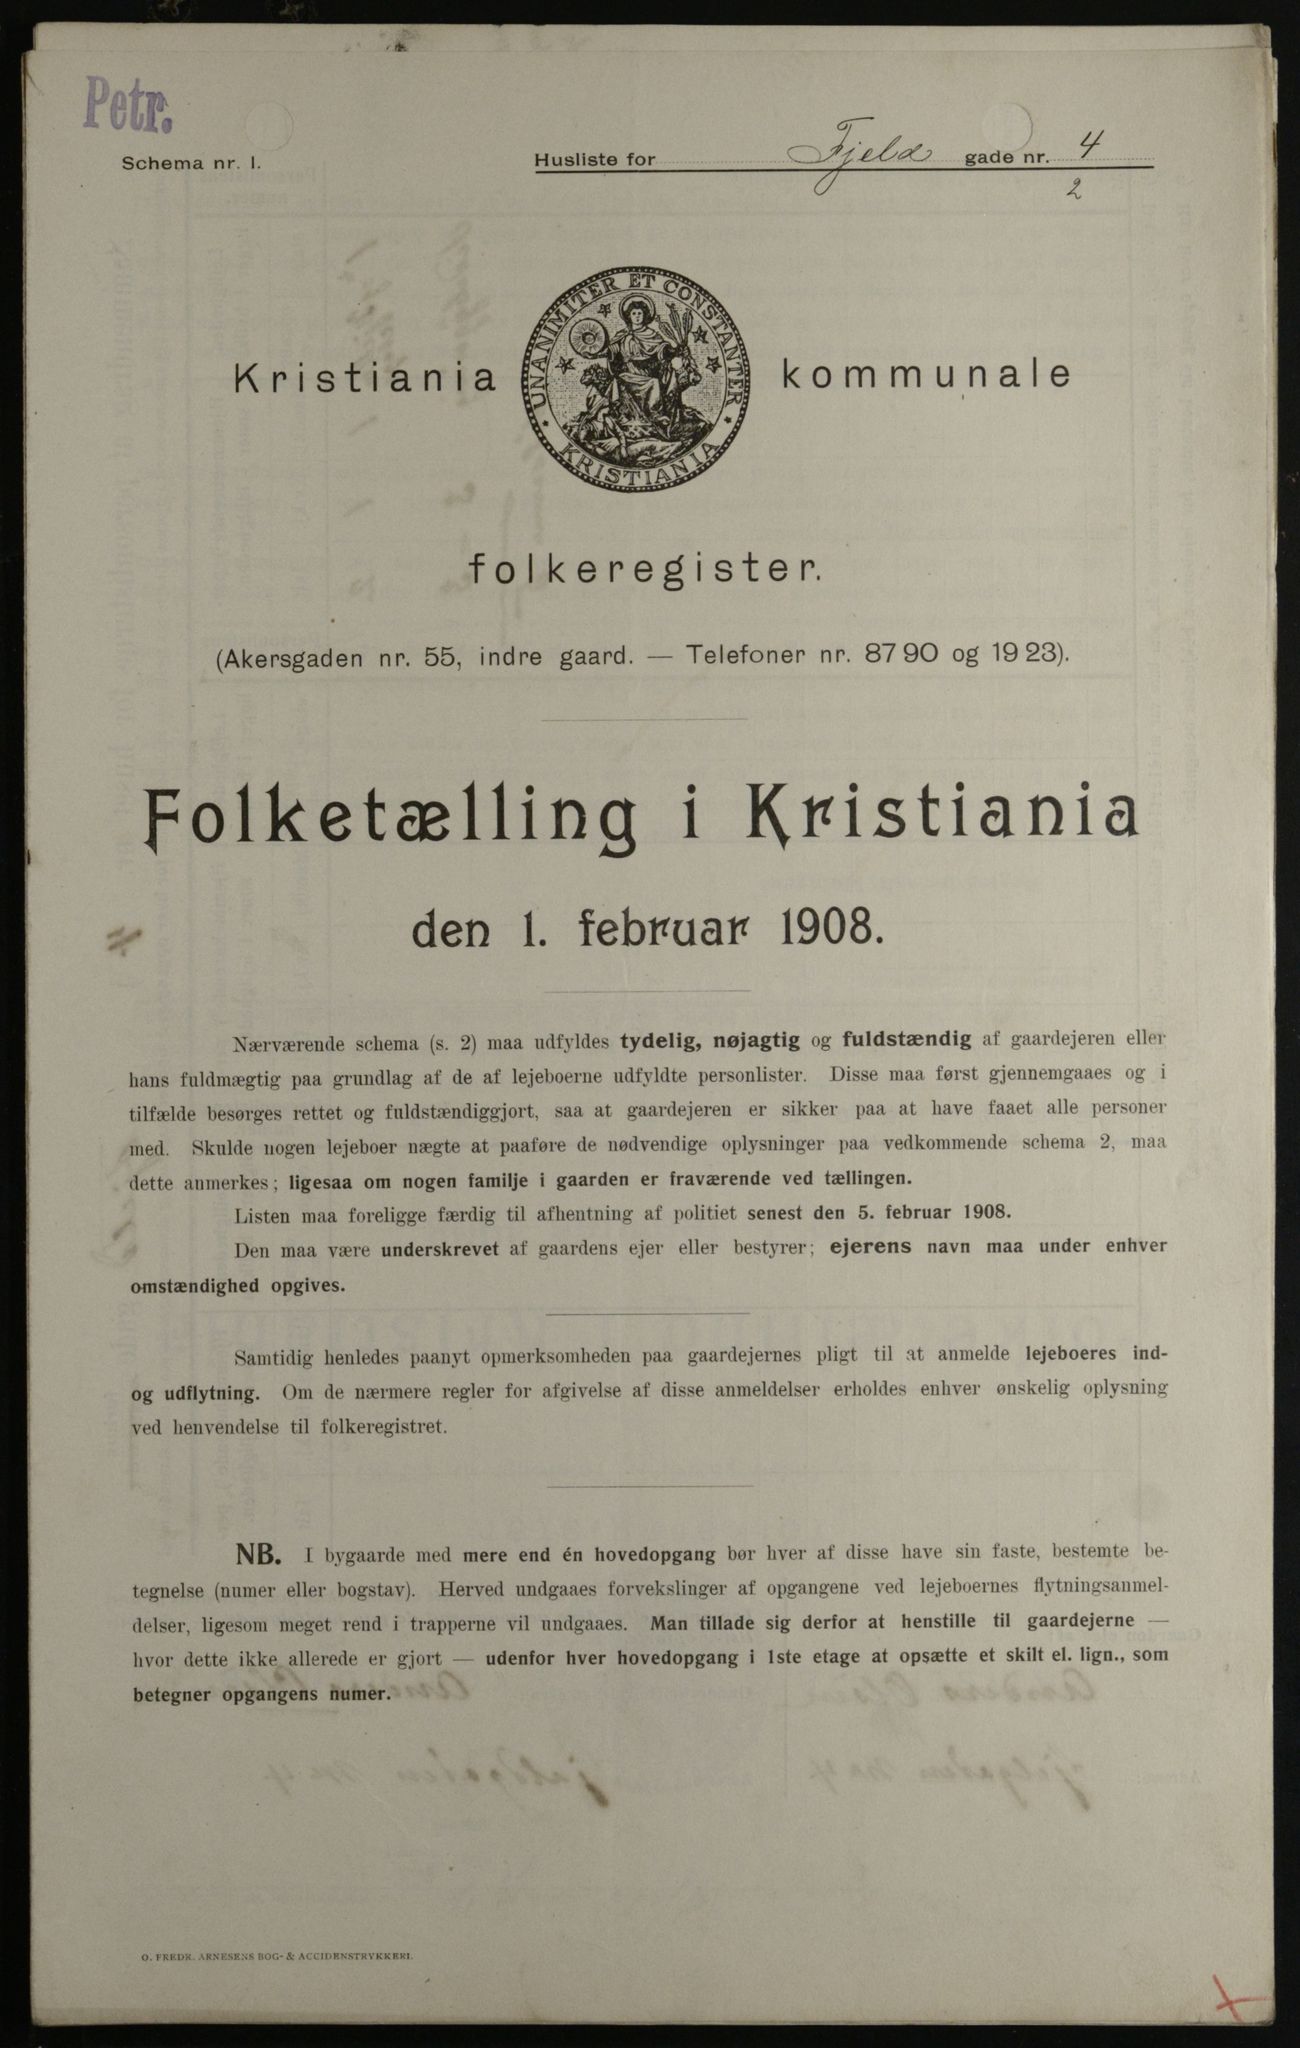 Petr.
Schema nr. 1.
Husliste for Fjeld gade nr. 4
2
UNANIMITER ET CONSTANTER
KRISTIANIA
Kristiania kommunale
folkeregister.
(Akersgaden nr. 55, indre gaard. — Telefoner nr. 87 90 og 19 23).
Folketælling i Kristiania
den 1. februar 1908.
Nærværende schema (s. 2) maa udfyldes tydelig, nøjagtig og fuldstændig af gaardejeren eller
hans fuldmægtig paa grundlag af de af lejeboerne udfyldte personlister. Disse maa først gjennemgaaes og i
tilfælde besørges rettet og fuldstændiggjort, saa at gaardejeren er sikker paa at have faaet alle personer
med. Skulde nogen lejeboer nægte at paaføre de nødvendige oplysninger paa vedkommende schema 2, maa
dette anmerkes; ligesaa om nogen familje i gaarden er fraværende ved tællingen.
Listen maa foreligge færdig til afhentning af politiet senest den 5. februar 1908.
Den maa være underskrevet af gaardens ejer eller bestyrer; ejerens navn maa under enhver
omstændighed opgives.
Samtidig henledes paanyt opmerksomheden paa gaardejernes pligt til at anmelde lejeboeres ind-
og udflytning. Om de nærmere regler for afgivelse af disse anmeldelser erholdes enhver ønskelig oplysning
ved henvendelse til folkeregistret.
NB. I bygaarde med mere end én hovedopgang bør hver af disse have sin faste, bestemte be-
tegnelse (numer eller bogstav). Herved undgaaes forvekslinger af opgangene ved lejeboernes flytningsanmel-
delser, ligesom meget rend i trapperne vil undgaaes. Man tillade sig derfor at henstille til gaardejerne —
hvor dette ikke allerede er gjort — udenfor hver hovedopgang i 1ste etage at opsætte et skilt el. lign., som
betegner opgangens numer.
O. FREDR. ARNESENS BOG- & ACCIDENSTRYKKERI.